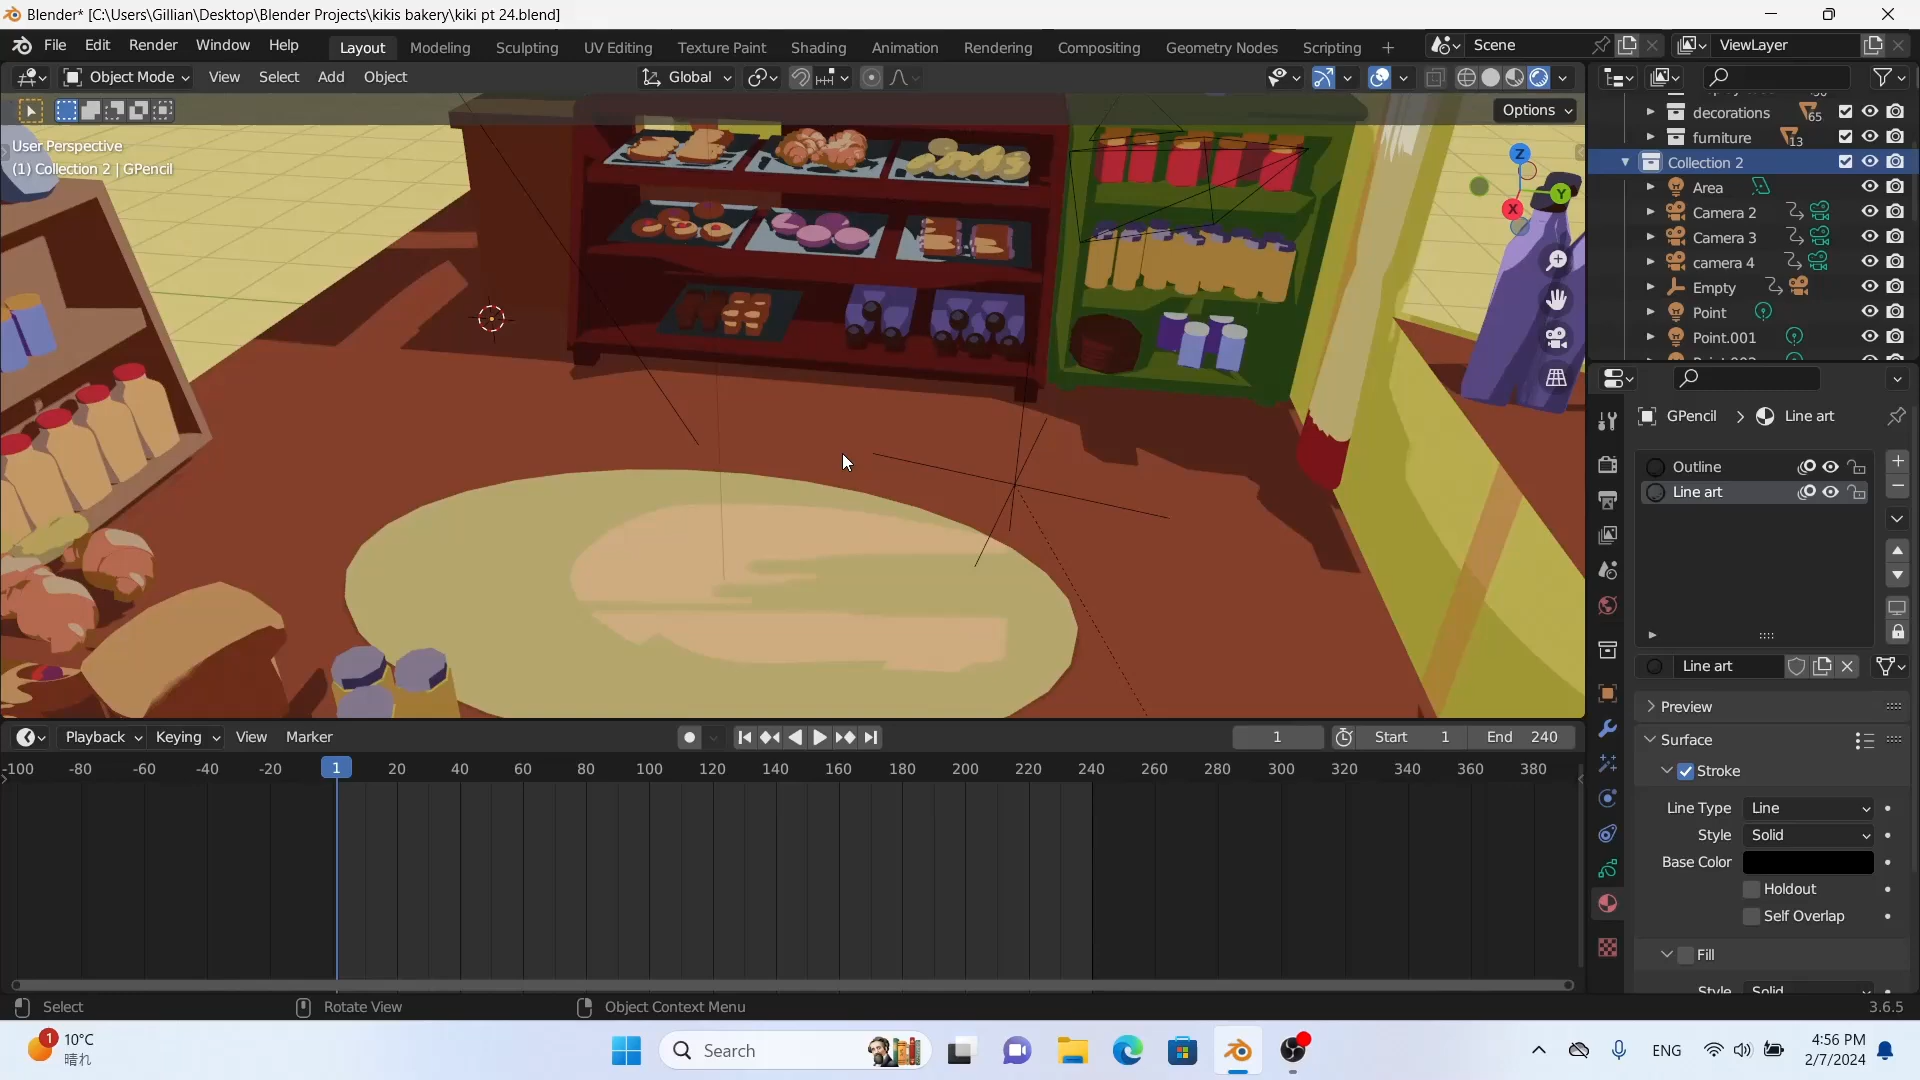 Blender* [C:\Users\Gillian\Desktop\Blender Projects\kikis bakery\kiki pt 24.blend]
File Edit Render Window Help Layout Modeling Sculpting UV Editing Texture Paint Shading Animation Rendering Compositing Geometry Nodes Scripting + Scene ViewLayer
Object Mode View Select Add Object Global
Options
User Perspective
(1) Collection 2 | GPencil
Z
Y
X
decorations 65
furniture 13
Collection 2
Area
Camera 2
Camera 3
camera 4
Empty
Point
Point.001
GPencil > Line art
Outline
Line art
Line art
Preview
Surface
Stroke
Line Type Line
Style Solid
Base Color
Holdout
Self Overlap
Fill
Style Solid
Playback Keying View Marker 1 Start 1 End 240
-100 -80 -60 -40 -20 1 20 40 60 80 100 120 140 160 180 200 220 240 260 280 300 320 340 360 380
Select Rotate View Object Context Menu 3.6.5
1 10°C
晴れ
Search
ENG
4:56 PM
2/7/2024